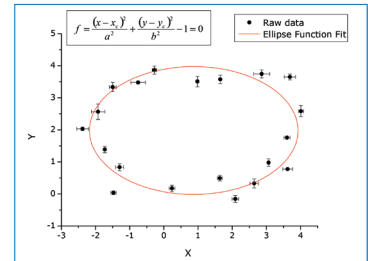 f = (x-x_c)²/a² + (y-y_c)²/b² -1=0
Raw data
Ellipse Function Fit
5
4
3
2
1
0
-1
Y
-3 -2 -1 0 1 2 3 4 5
X